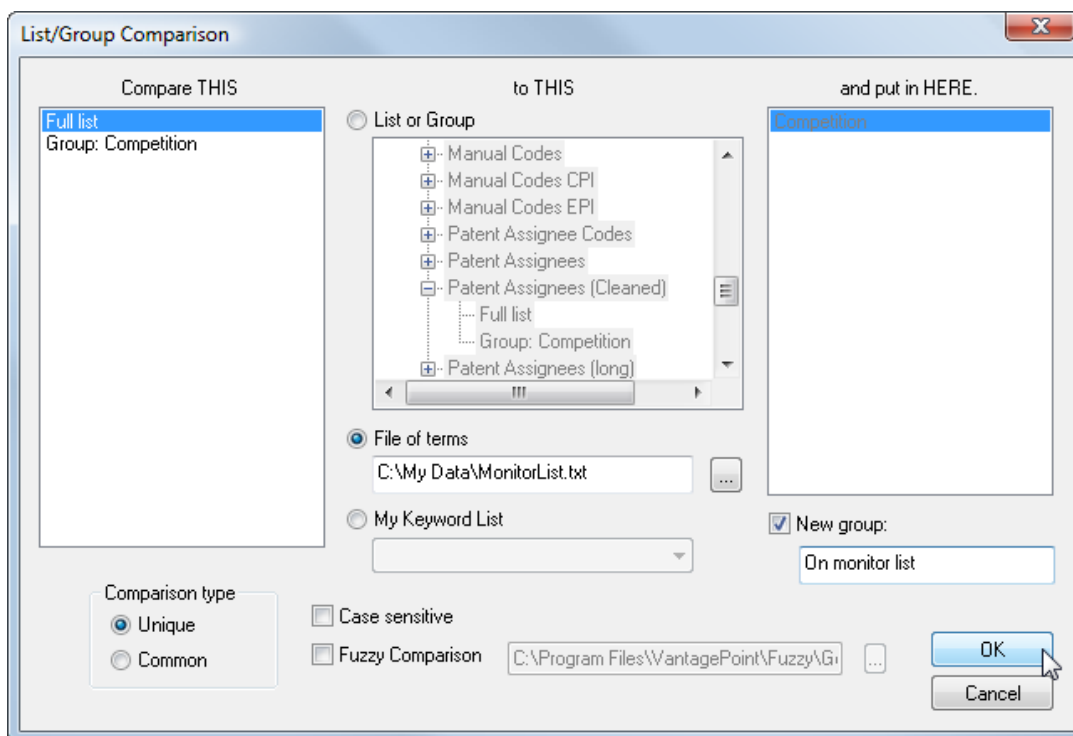 List/Group Comparison
Compare THIS
to THIS
and put in HERE.
Full list
Group: Competition
List or Group
Manual Codes
Manual Codes CPI
Manual Codes EPI
Patent Assignee Codes
Patent Assignees
Patent Assignees (Cleaned)
Full list
Group: Competition
Patent Assignees (long)
Competition
File of terms
C:\My Data\MonitorList.txt
...
My Keyword List
New group:
On monitor list
Comparison type
Unique
Common
Case sensitive
Fuzzy Comparison
C:\Program Files\VantagePoint\Fuzzy\G
...
OK
Cancel